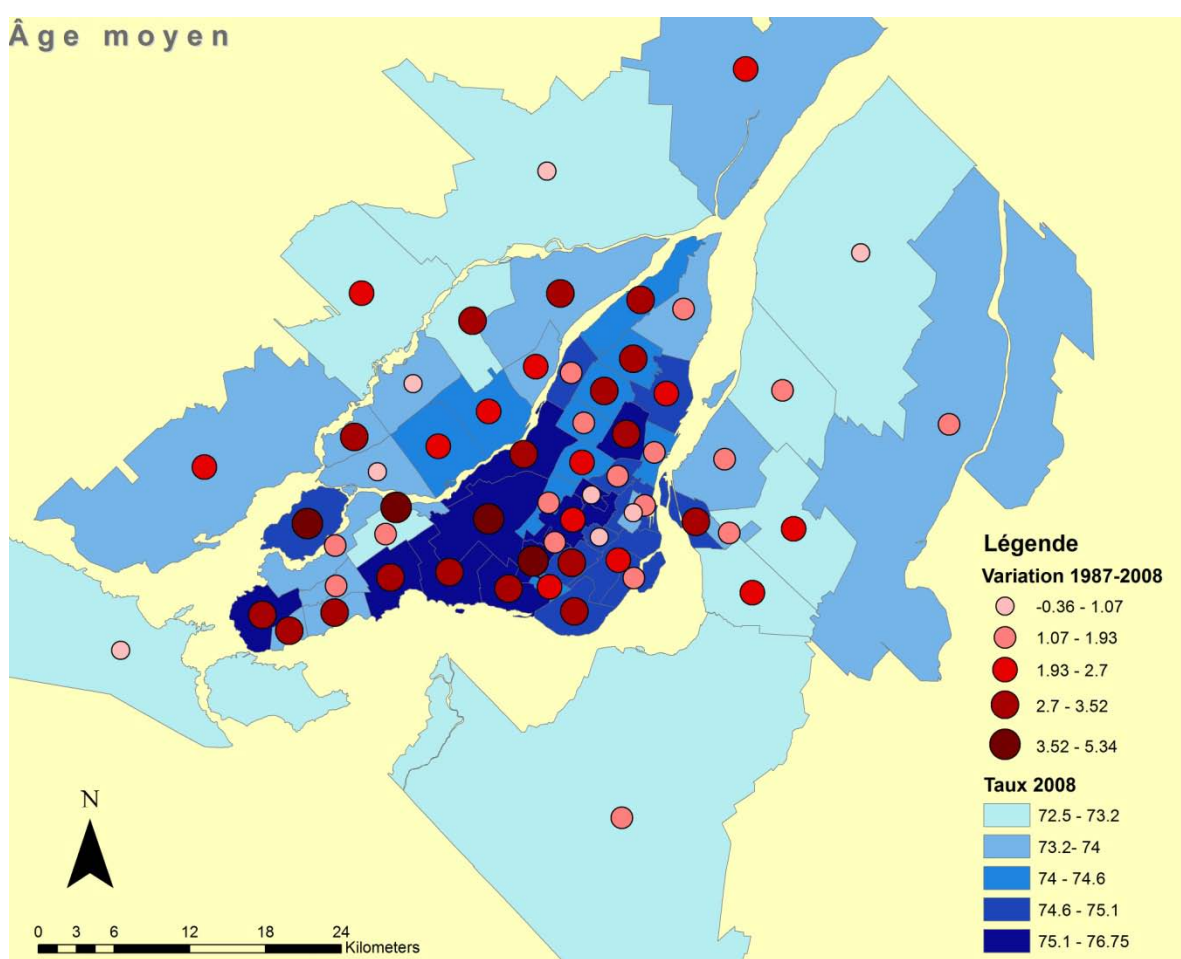 Âge moyen
Légende
Variation 1987-2008
-0.36 - 1.07
1.07 - 1.93
1.93 - 2.7
2.7 - 3.52
3.52 - 5.34
Taux 2008
72.5 - 73.2
73.2- 74
74 - 74.6
74.6 - 75.1
75.1 - 76.75
N
0 3 6 12 18 24
Kilometers